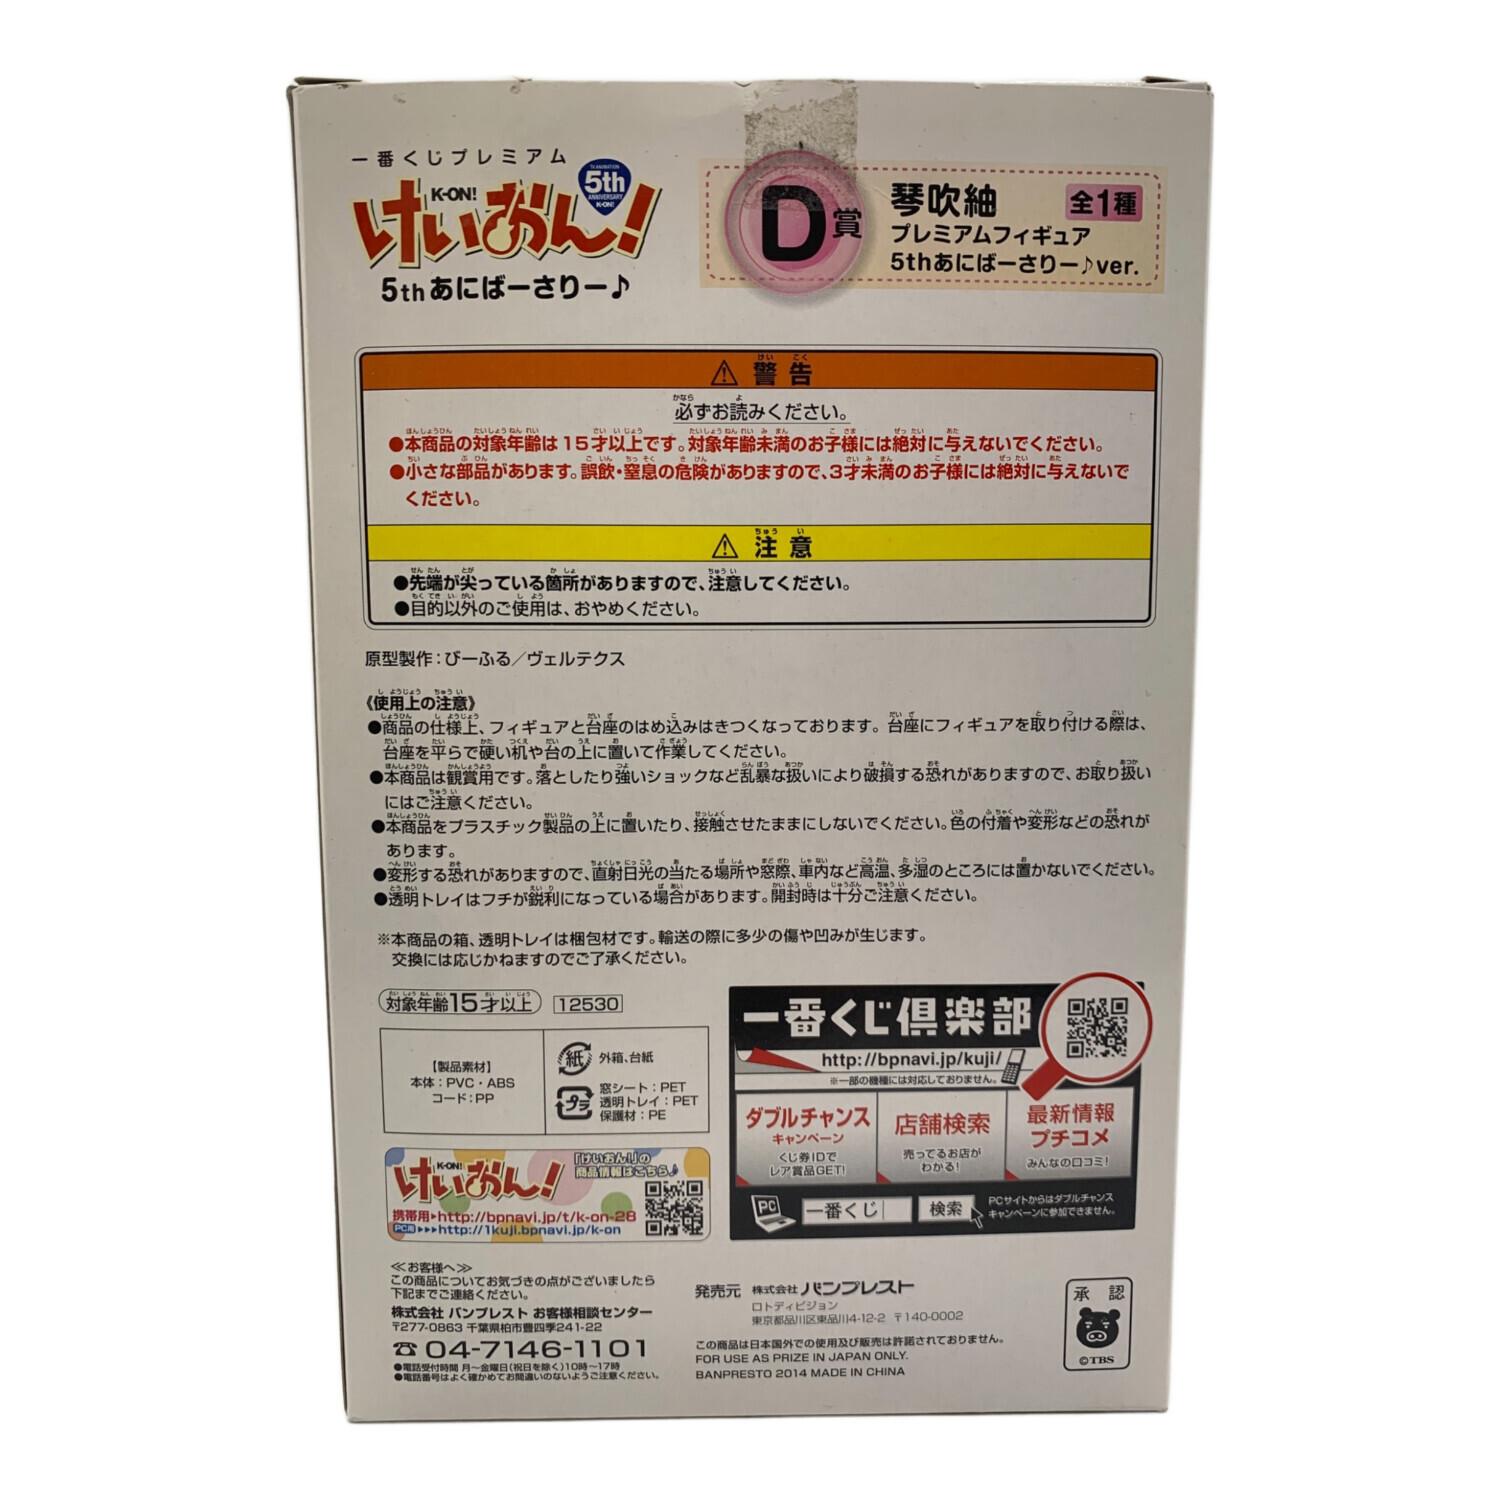 一番くじプレミアム
けいおん!
K-ON!
TV ANIMATION
5th
ANNIVERSARY
K-ON!
5thあにばーさりー♪
D賞
琴吹紬
全1種
プレミアムフィギュア
5thあにばーさりー♪ver.
⚠警告
必ずお読みください。
●本商品の対象年齢は15才以上です。対象年齢未満のお子様には絶対に与えないでください。
●小さな部品があります。誤飲・窒息の危険がありますので、3才未満のお子様には絶対に与えないで
ください。
⚠注意
●先端が尖っている箇所がありますので、注意してください。
●目的以外のご使用は、おやめください。
原型製作：びーふる／ヴェルテクス
《使用上の注意》
●商品の仕様上、フィギュアと台座のはめ込みはきつくなっております。台座にフィギュアを取り付ける際は、
台座を平らで硬い机や台の上に置いて作業してください。
●本商品は観賞用です。落としたり強いショックなど乱暴な扱いにより破損する恐れがありますので、お取り扱い
にはご注意ください。
●本商品をプラスチック製品の上に置いたり、接触させたままにしないでください。色の付着や変形などの恐れが
あります。
●変形する恐れがありますので、直射日光の当たる場所や窓際、車内など高温、多湿のところには置かないでください。
●透明トレイはフチが鋭利になっている場合があります。開封時は十分ご注意ください。
※本商品の箱、透明トレイは梱包材です。輸送の際に多少の傷や凹みが生じます。
交換には応じかねますのでご了承ください。
対象年齢15才以上
12530
【製品素材】
本体：PVC・ABS
コード：PP
紙
外箱、台紙
プラ
窓シート：PET
透明トレイ：PET
保護材：PE
一番くじ倶楽部
http://bpnavi.jp/kuji/
※一部の機種には対応しておりません。
ダブルチャンス
キャンペーン
くじ券IDで
レア賞品GET!
店舗検索
売ってるお店が
わかる!
最新情報
プチコメ
みんなの口コミ!
PC
一番くじ
検索
PCサイトからはダブルチャンス
キャンペーンに参加できません。
K-ON!
けいおん!
「けいおん!」の
商品情報はこちら♪
携帯用▶http://bpnavi.jp/t/k-on-28
PC用▶▶▶http://1kuji.bpnavi.jp/k-on
≪お客様へ≫
この商品についてお気づきの点がございましたら
下記までご連絡ください。
株式会社 バンプレスト お客様相談センター
〒277-0863 千葉県柏市豊四季241-22
☎04-7146-1101
●電話受付時間 月～金曜日(祝日を除く)10時～17時
●電話番号はよく確かめてお間違いのないようご注意ください。
発売元 株式会社 バンプレスト
ロトディビジョン
東京都品川区東品川4-12-2 〒140-0002
この商品は日本国外での使用及び販売は許諾されておりません。
FOR USE AS PRIZE IN JAPAN ONLY.
BANPRESTO 2014 MADE IN CHINA
承認
©TBS